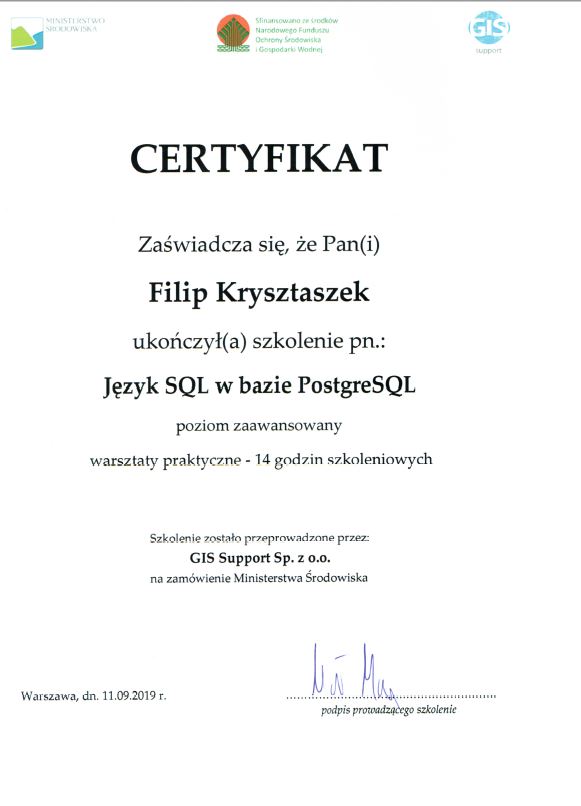 MINISTERSTWO
ŚRODOWISKA
Sfinansowano ze środków
Narodowego Funduszu
Ochrony Środowiska
i Gospodarki Wodnej
GIS
support
CERTYFIKAT
Zaświadcza się, że Pan(i)
Filip Krysztaszek
ukończył(a) szkolenie pn.:
Język SQL w bazie PostgreSQL
poziom zaawansowany
warsztaty praktyczne - 14 godzin szkoleniowych
Szkolenie zostało przeprowadzone przez:
GIS Support Sp. z o.o.
na zamówienie Ministerstwa Środowiska
Warszawa, dn. 11.09.2019 r.
podpis prowadzącego szkolenie